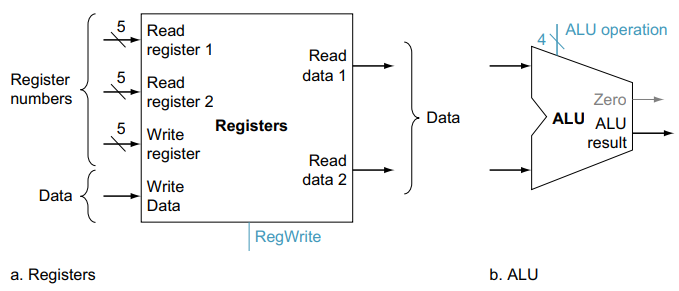 5
Read
register 1
5
Read
register 2
5
Write
register
Write
Data
Register
numbers
Data
Registers
Read
data 1
Read
data 2
Data
RegWrite
a. Registers
4
ALU operation
Zero
ALU
ALU
result
b. ALU